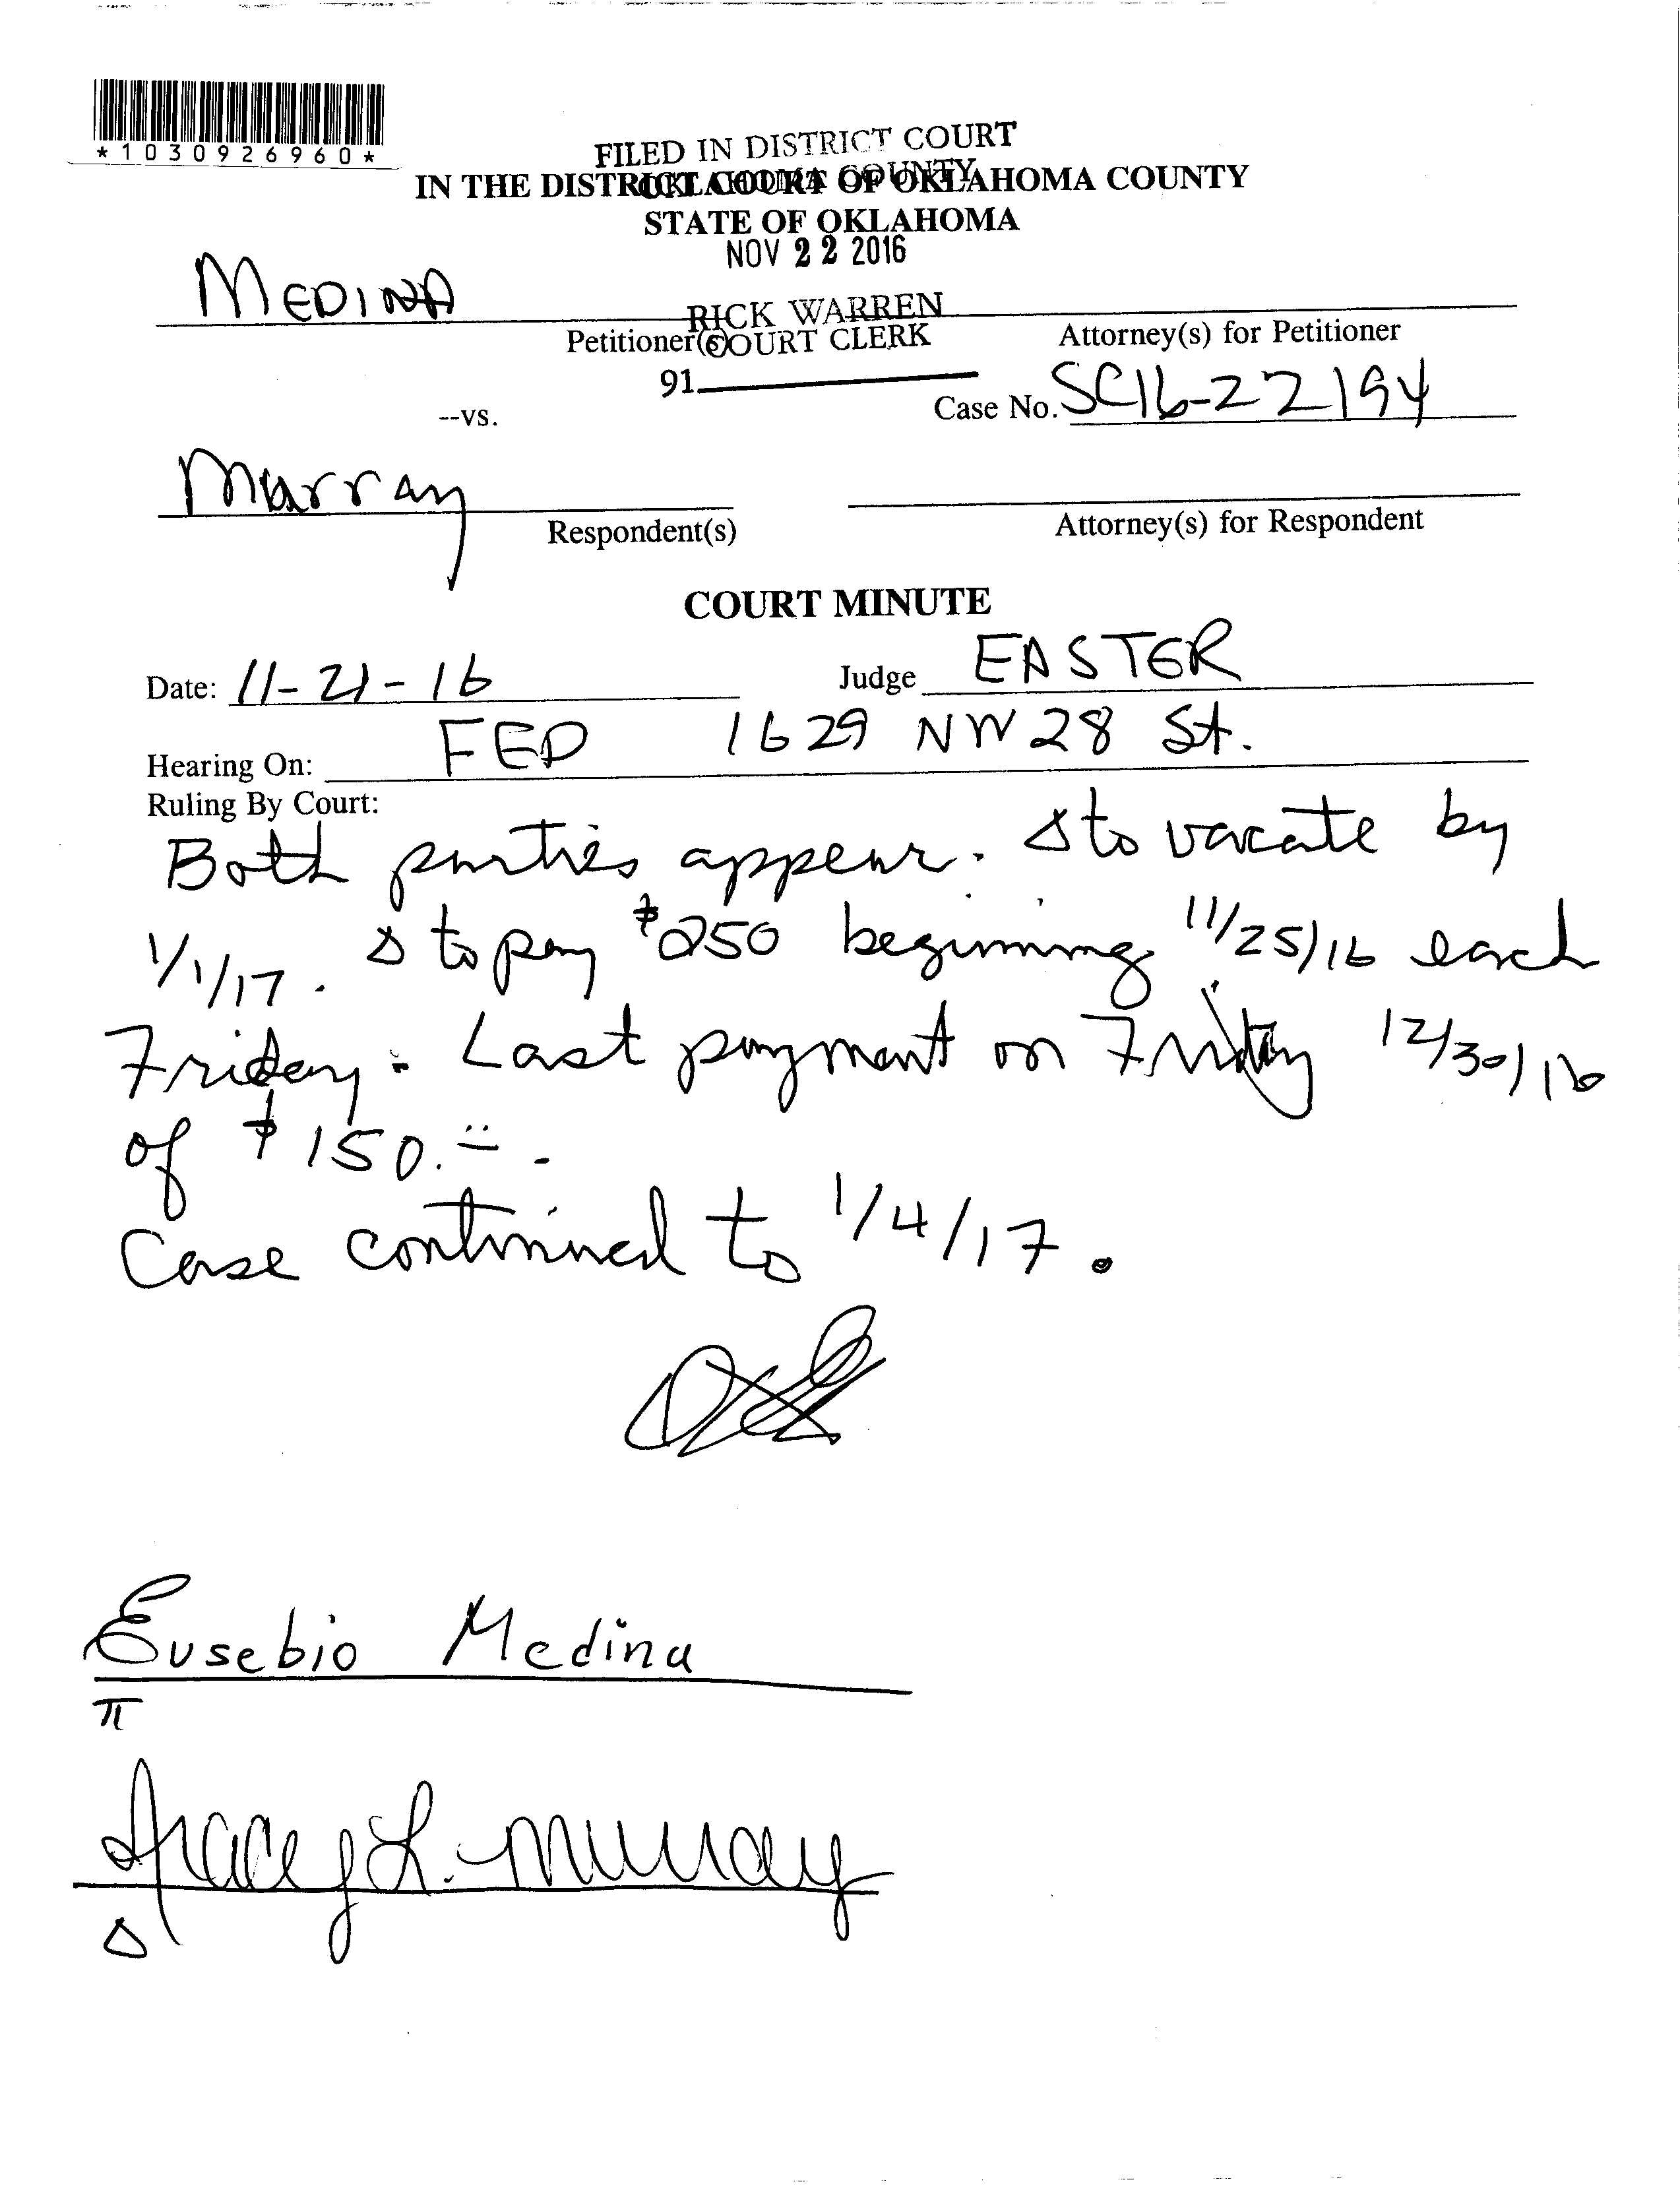 *1030926960*
FILED IN DISTRICT COURT
OKLAHOMA COUNTY
IN THE DISTRICT COURT OF OKLAHOMA COUNTY
STATE OF OKLAHOMA
NOV 22 2016
MEDINA
RICK WARREN
Petitioner(s) Attorney(s) for Petitioner
COURT CLERK
91
--vs. Case No. SC16-22194
Murray
Respondent(s) Attorney(s) for Respondent
COURT MINUTE
Date: 11-21-16 Judge EASTER
Hearing On: FED 1629 NW 28 St.
Ruling By Court:
Both parties appear. Δ to vacate by
1/1/17. Δ to pay $250 beginning 11/25/16 each
Friday. Last payment on Friday 12/30/16
of $150.=.
Case continued to 1/4/17.
Eusebio Medina
π
Tracey L. Murray
Δ